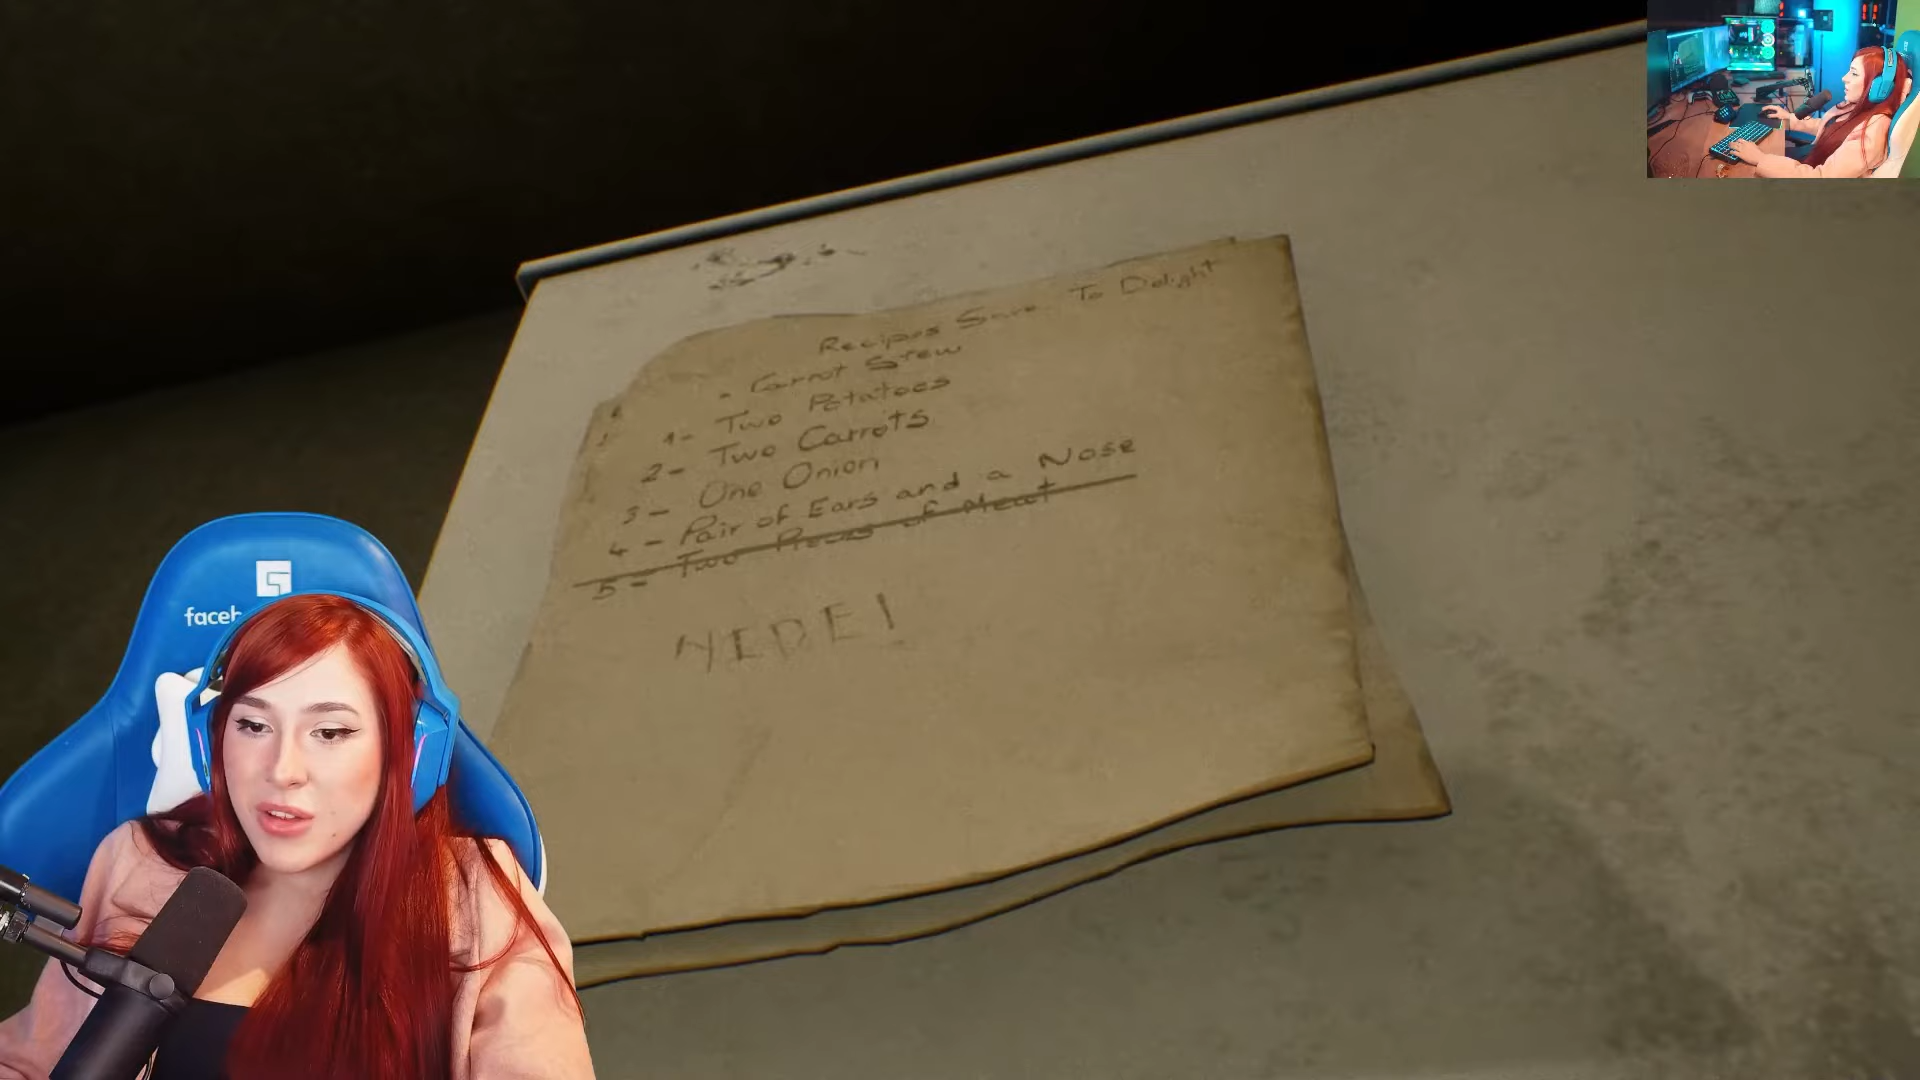 Recipes Sure To Delight
- Carrot Stew
1- Two Potatoes
2- Two Carrots
3- One Onion
4- Pair of Ears and a Nose
5- Two Pieces of Meat
faceb